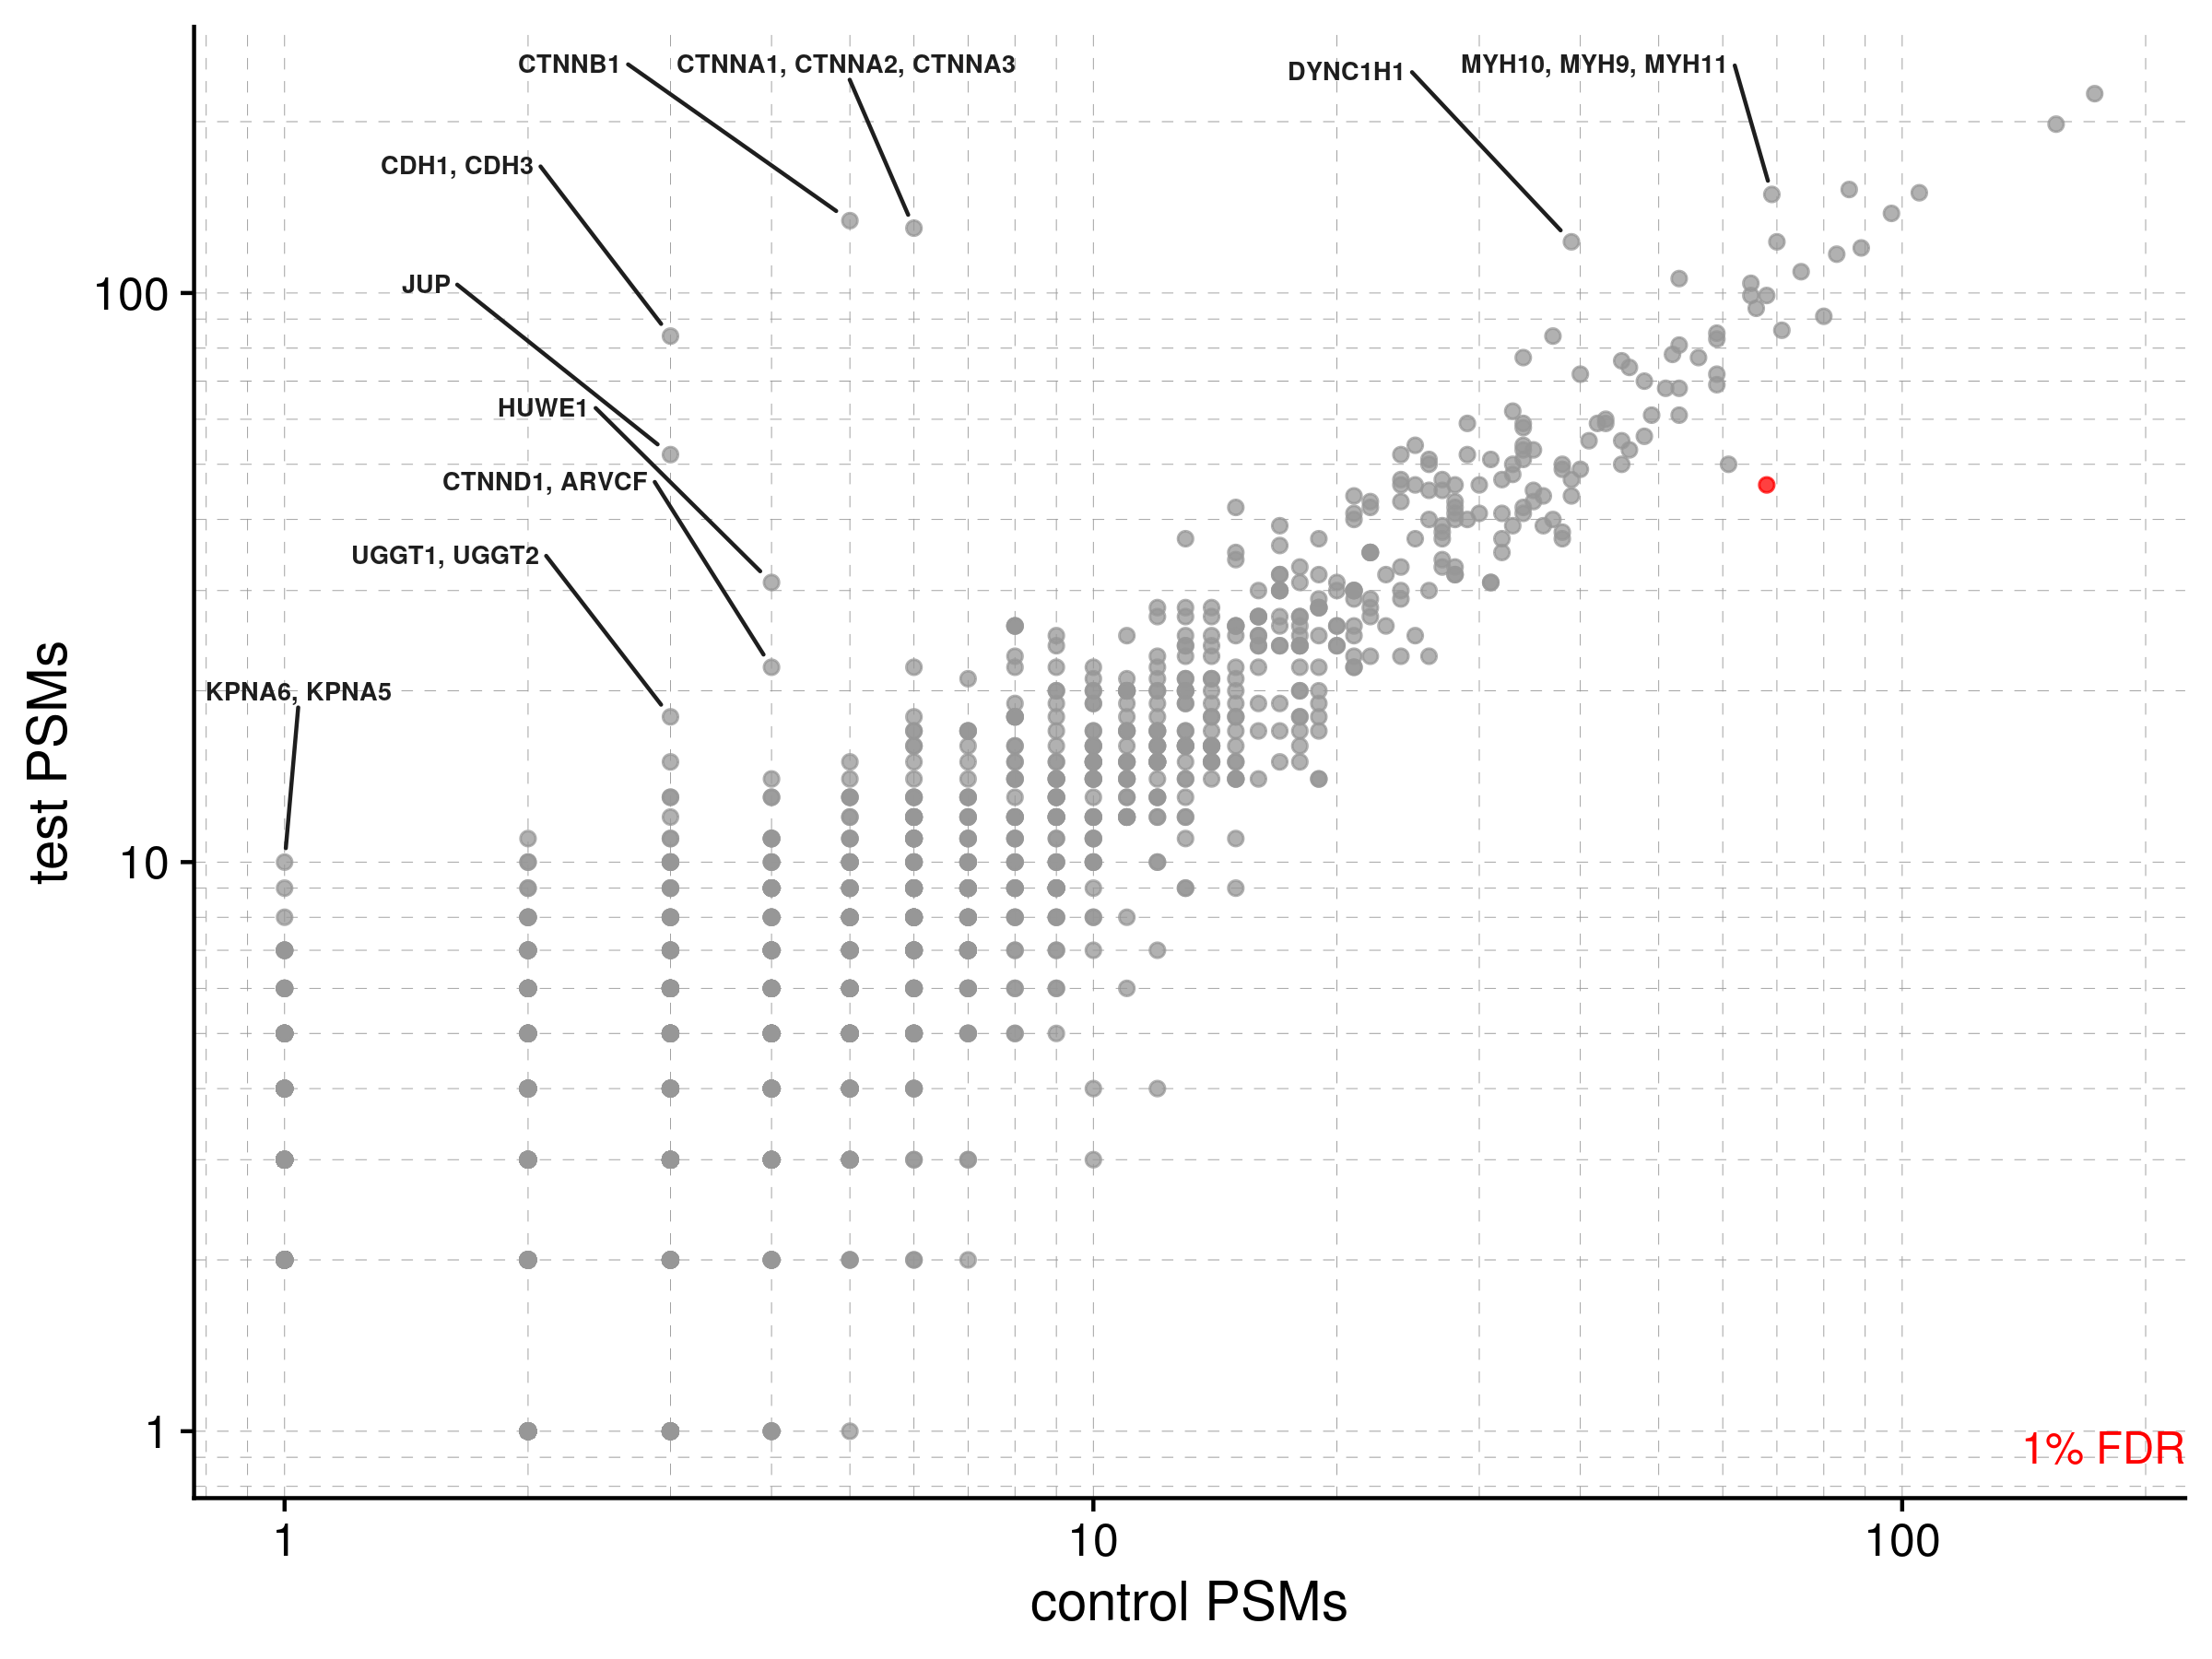 CTNNB1
CTNNA1, CTNNA2, CTNNA3
DYNC1H1
MYH10, MYH9, MYH11
CDH1, CDH3
JUP
HUWE1
CTNND1, ARVCF
UGGT1, UGGT2
KPNA6, KPNA5
100
10
1
test PSMs
1% FDR
1
10
100
control PSMs